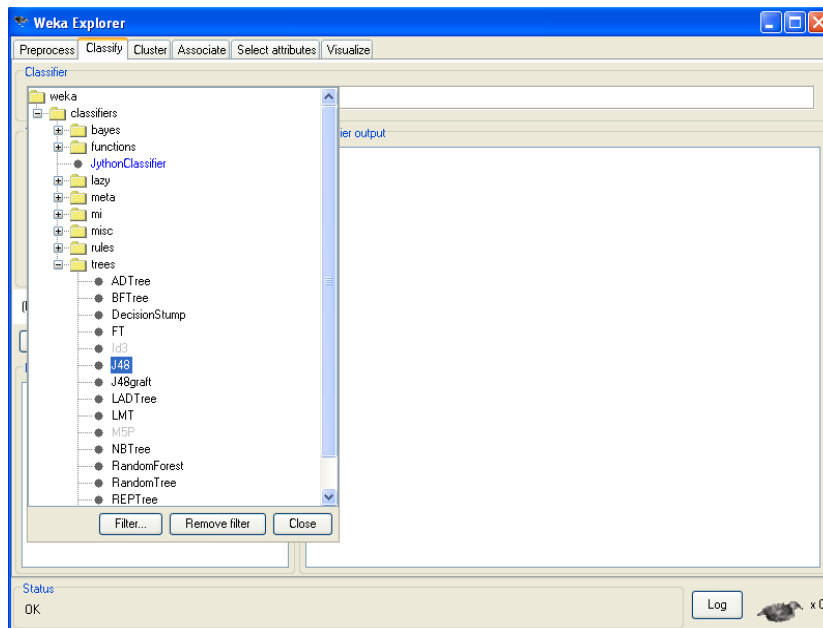 Weka Explorer
Preprocess Classify Cluster Associate Select attributes Visualize
Classifier
weka
classifiers
bayes
functions
JythonClassifier
lazy
meta
mi
misc
rules
trees
ADTree
BFTree
DecisionStump
FT
Id3
J48
J48graft
LADTree
LMT
M5P
NBTree
RandomForest
RandomTree
REPTree
Filter... Remove filter Close
output
Status
OK
Log
x 0